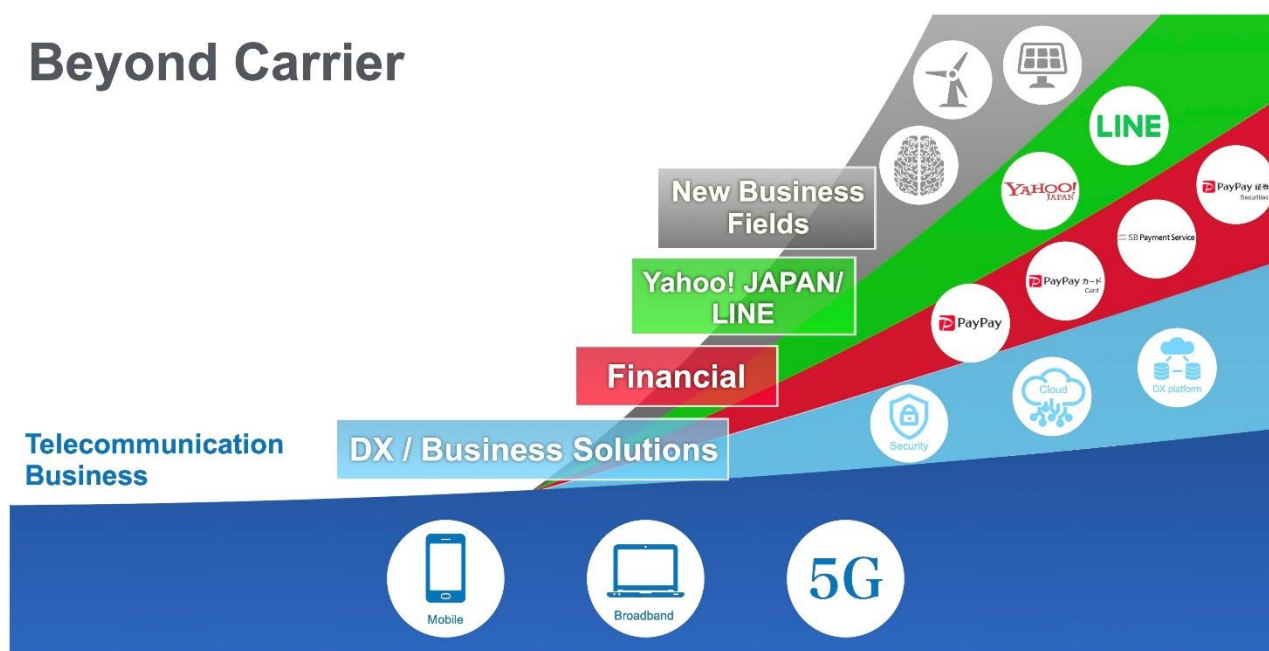 Beyond Carrier
New Business
Fields
Yahoo! JAPAN/
LINE
Financial
DX / Business Solutions
Telecommunication
Business
LINE
YAHOO!
JAPAN
PayPay 証券
Securities
SB Payment Service
PayPay カード
Card
PayPay
Security
Cloud
DX platform
Mobile
Broadband
5G